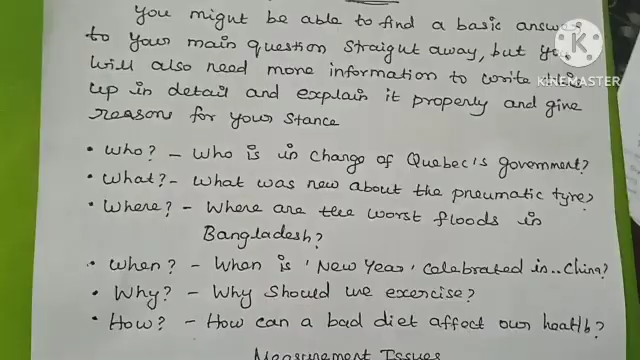 You might be able to find a basic answer
to your main question straight away, but you
will also need more information to write this
up in detail and explain it properly and give
reasons for your stance
• Who? - Who is in change of Quebec's government?
• What? - What was new about the pneumatic tyre?
• Where? - Where are the worst floods in
Bangladesh?
• When? - When is 'New Year' celebrated in.. China?
• Why? - Why should we exercise?
• How? - How can a bad diet affect our health?
Measurement Issues
KINEMASTER